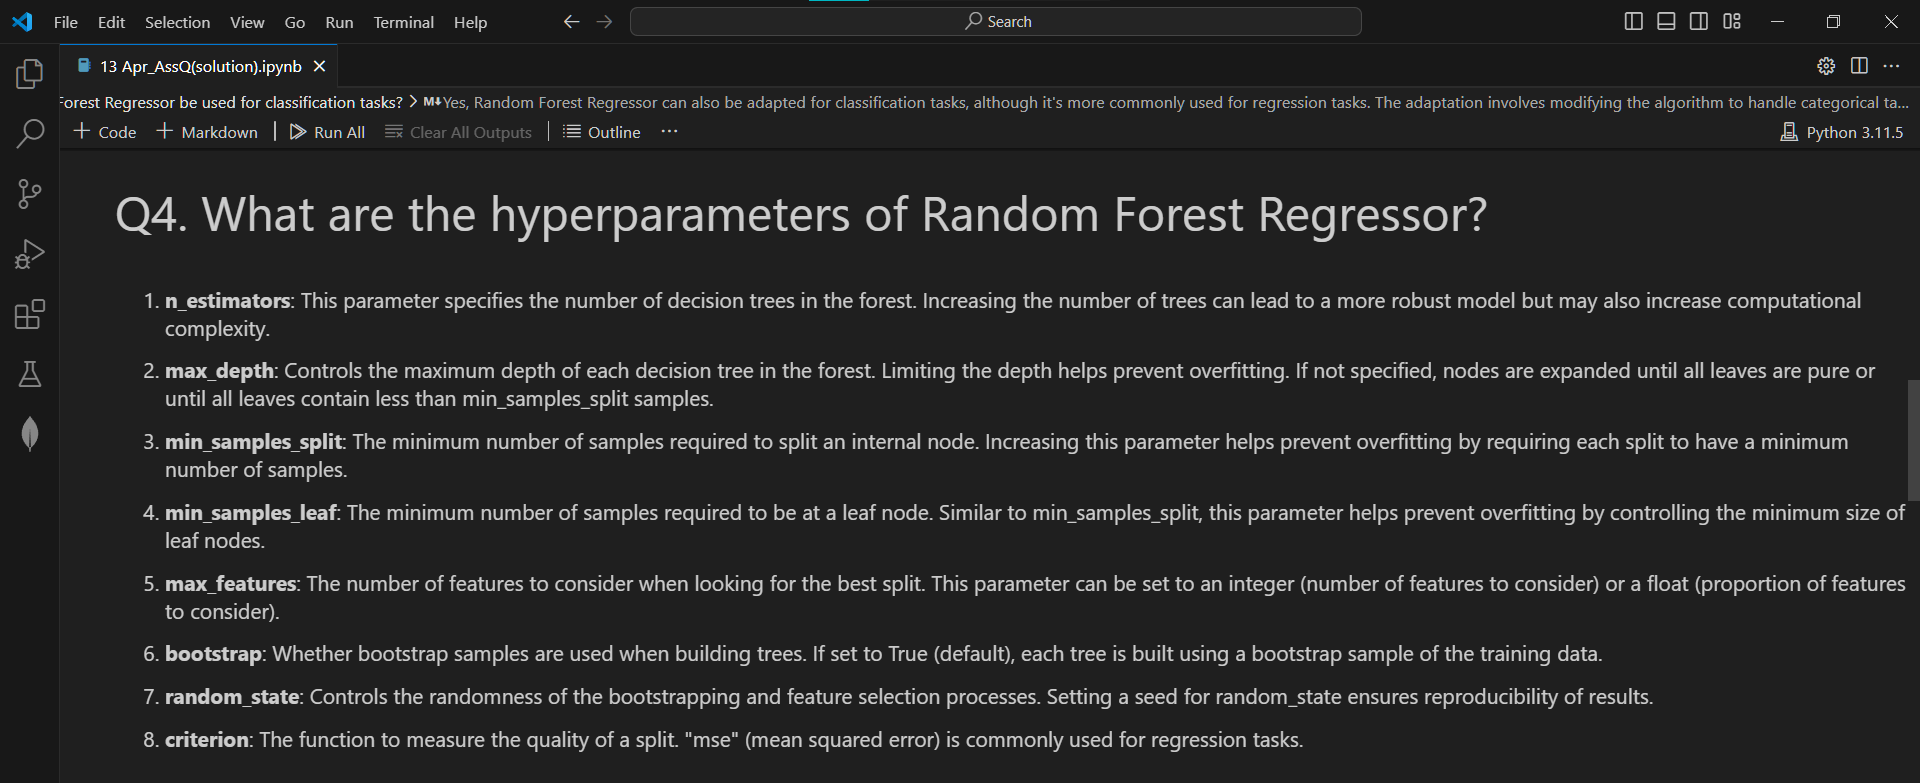 File Edit Selection View Go Run Terminal Help
Search
13 Apr_AssQ(solution).ipynb
Forest Regressor be used for classification tasks? > M↓Yes, Random Forest Regressor can also be adapted for classification tasks, although it's more commonly used for regression tasks. The adaptation involves modifying the algorithm to handle categorical ta...
+ Code + Markdown | Run All Clear All Outputs | Outline ... Python 3.11.5
Q4. What are the hyperparameters of Random Forest Regressor?
1. n_estimators: This parameter specifies the number of decision trees in the forest. Increasing the number of trees can lead to a more robust model but may also increase computational
complexity.
2. max_depth: Controls the maximum depth of each decision tree in the forest. Limiting the depth helps prevent overfitting. If not specified, nodes are expanded until all leaves are pure or
until all leaves contain less than min_samples_split samples.
3. min_samples_split: The minimum number of samples required to split an internal node. Increasing this parameter helps prevent overfitting by requiring each split to have a minimum
number of samples.
4. min_samples_leaf: The minimum number of samples required to be at a leaf node. Similar to min_samples_split, this parameter helps prevent overfitting by controlling the minimum size of
leaf nodes.
5. max_features: The number of features to consider when looking for the best split. This parameter can be set to an integer (number of features to consider) or a float (proportion of features
to consider).
6. bootstrap: Whether bootstrap samples are used when building trees. If set to True (default), each tree is built using a bootstrap sample of the training data.
7. random_state: Controls the randomness of the bootstrapping and feature selection processes. Setting a seed for random_state ensures reproducibility of results.
8. criterion: The function to measure the quality of a split. "mse" (mean squared error) is commonly used for regression tasks.